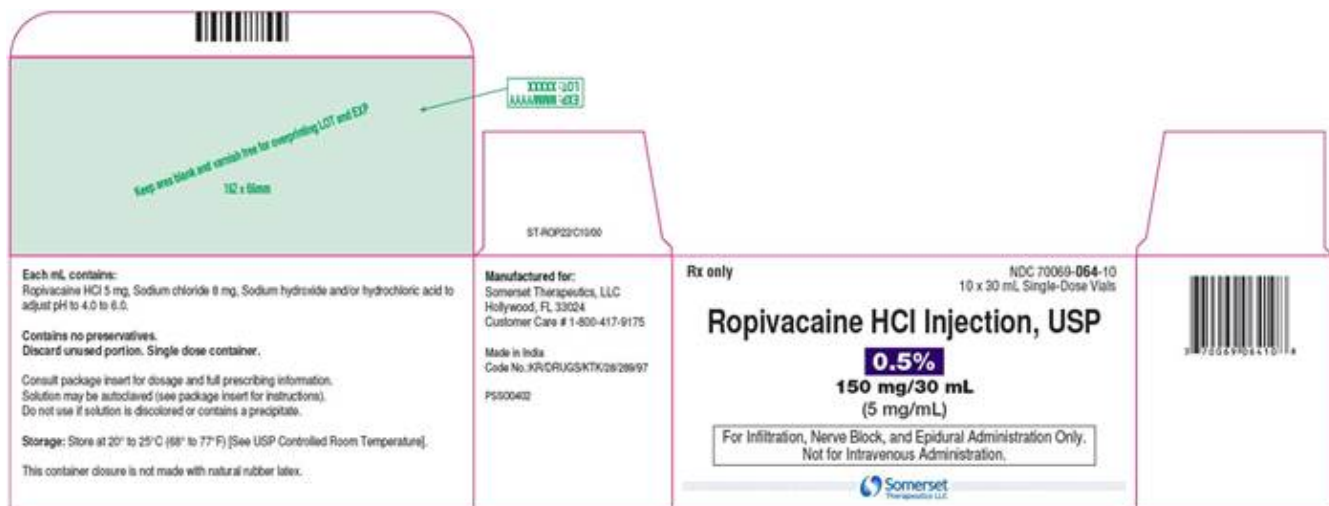 EXP: MMM/YYYY
LOT: XXXXX
Keep area blank and varnish free for overprinting LOT and EXP
162 x 66mm
ST-ROP22/C10/00
Each mL contains:
Ropivacaine HCl 5 mg, Sodium chloride 8 mg, Sodium hydroxide and/or hydrochloric acid to
adjust pH to 4.0 to 6.0.
Contains no preservatives.
Discard unused portion. Single dose container.
Consult package insert for dosage and full prescribing information.
Solution may be autoclaved (see package insert for instructions).
Do not use if solution is discolored or contains a precipitate.
Storage: Store at 20° to 25°C (68° to 77°F) [See USP Controlled Room Temperature].
This container closure is not made with natural rubber latex.
Manufactured for:
Somerset Therapeutics, LLC
Hollywood, FL 33024
Customer Care # 1-800-417-9175
Made in India
Code No.:KR/DRUGS/KTK/28/289/97
PSS00402
Rx only
NDC 70069-064-10
10 x 30 mL Single-Dose Vials
Ropivacaine HCl Injection, USP
0.5%
150 mg/30 mL
(5 mg/mL)
For Infiltration, Nerve Block, and Epidural Administration Only.
Not for Intravenous Administration.
Somerset
Therapeutics LLC
3 70069 06410 8